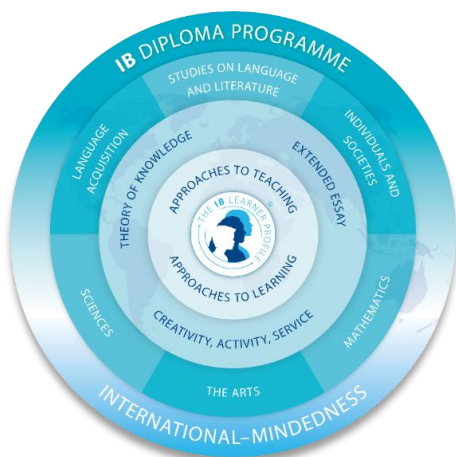 IB DIPLOMA PROGRAMME
STUDIES ON LANGUAGE
AND LITERATURE
LANGUAGE
ACQUISITION
INDIVIDUALS AND
SOCIETIES
THEORY OF KNOWLEDGE
EXTENDED ESSAY
APPROACHES TO TEACHING
THE IB LEARNER PROFILE
®
APPROACHES TO LEARNING
CREATIVITY, ACTIVITY, SERVICE
SCIENCES
MATHEMATICS
THE ARTS
INTERNATIONAL–MINDEDNESS